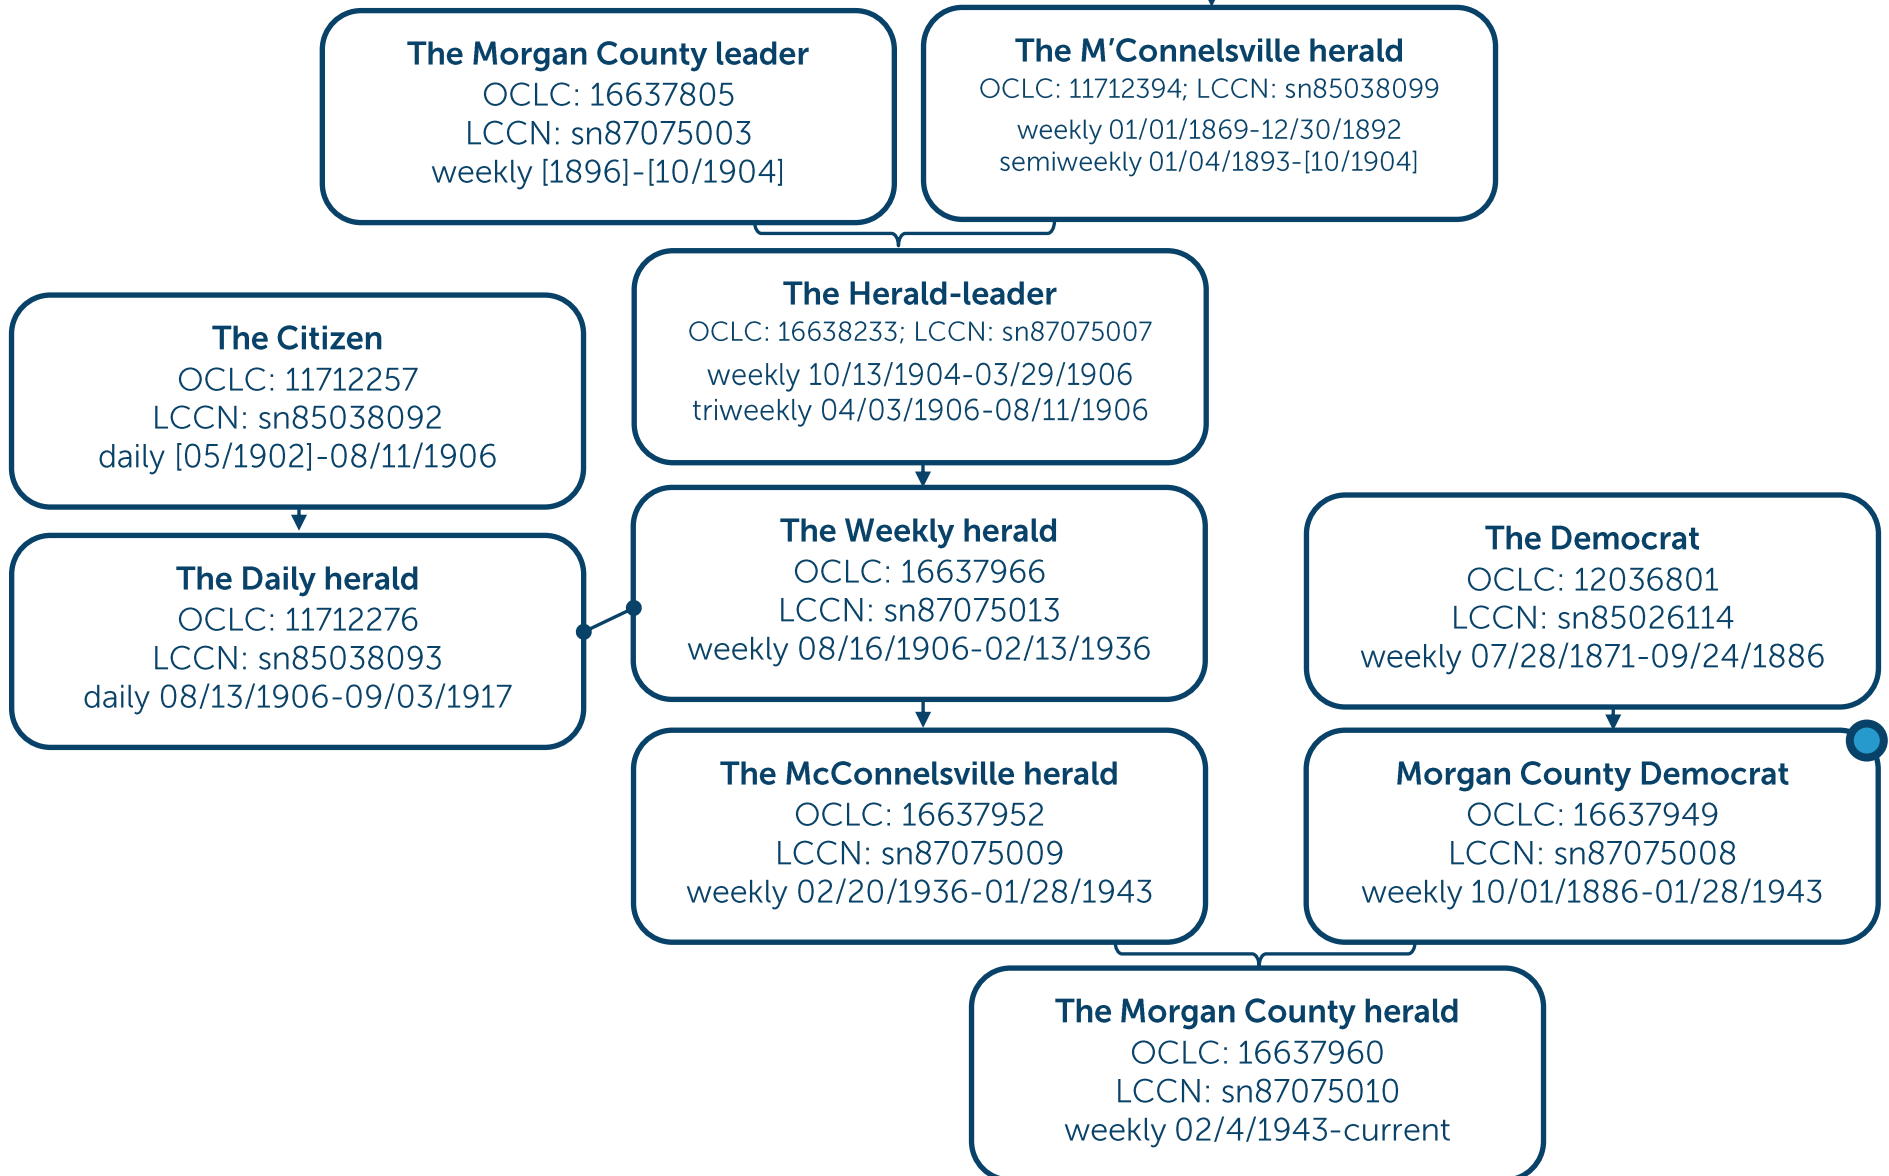 The Morgan County leader
OCLC: 16637805
LCCN: sn87075003
weekly [1896]-[10/1904]
The M’Connelsville herald
OCLC: 11712394; LCCN: sn85038099
weekly 01/01/1869-12/30/1892
semiweekly 01/04/1893-[10/1904]
The Herald-leader
OCLC: 16638233; LCCN: sn87075007
weekly 10/13/1904-03/29/1906
triweekly 04/03/1906-08/11/1906
The Citizen
OCLC: 11712257
LCCN: sn85038092
daily [05/1902]-08/11/1906
The Daily herald
OCLC: 11712276
LCCN: sn85038093
daily 08/13/1906-09/03/1917
The Weekly herald
OCLC: 16637966
LCCN: sn87075013
weekly 08/16/1906-02/13/1936
The Democrat
OCLC: 12036801
LCCN: sn85026114
weekly 07/28/1871-09/24/1886
The McConnelsville herald
OCLC: 16637952
LCCN: sn87075009
weekly 02/20/1936-01/28/1943
Morgan County Democrat
OCLC: 16637949
LCCN: sn87075008
weekly 10/01/1886-01/28/1943
The Morgan County herald
OCLC: 16637960
LCCN: sn87075010
weekly 02/4/1943-current